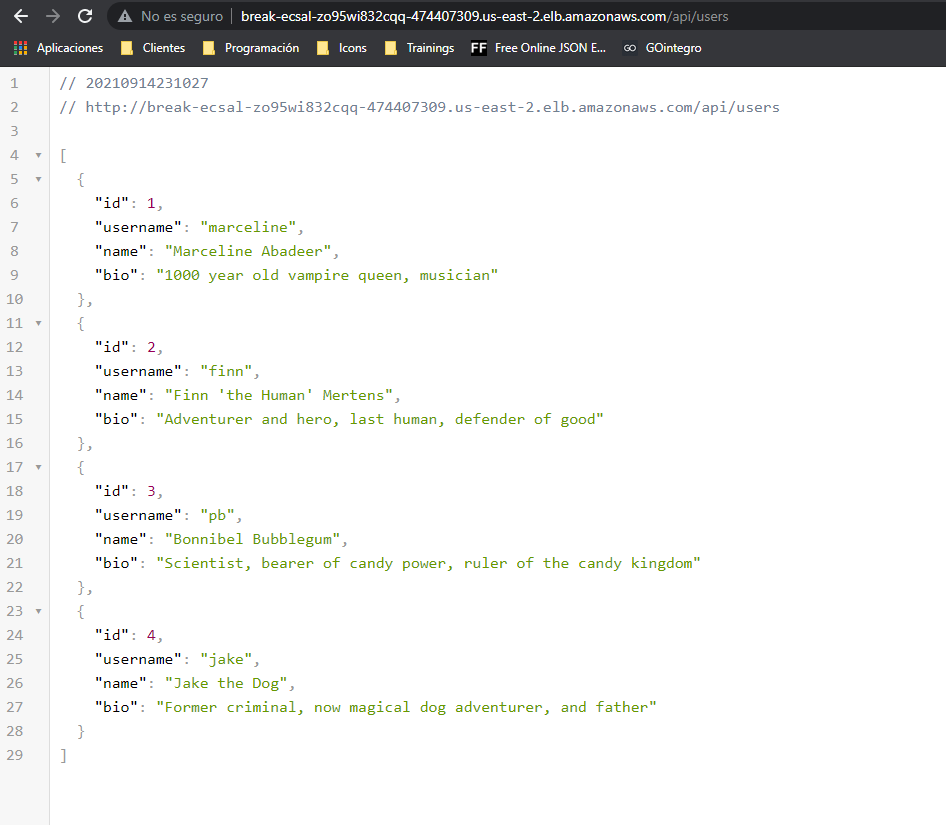 No es seguro break-ecsal-zo95wi832cqq-474407309.us-east-2.elb.amazonaws.com/api/users
Aplicaciones Clientes Programación Icons Trainings FF Free Online JSON E... GO GOintegro
1 // 20210914231027
2 // http://break-ecsal-zo95wi832cqq-474407309.us-east-2.elb.amazonaws.com/api/users
3
4 [
5 {
6 "id": 1,
7 "username": "marceline",
8 "name": "Marceline Abadeer",
9 "bio": "1000 year old vampire queen, musician"
10 },
11 {
12 "id": 2,
13 "username": "finn",
14 "name": "Finn 'the Human' Mertens",
15 "bio": "Adventurer and hero, last human, defender of good"
16 },
17 {
18 "id": 3,
19 "username": "pb",
20 "name": "Bonnibel Bubblegum",
21 "bio": "Scientist, bearer of candy power, ruler of the candy kingdom"
22 },
23 {
24 "id": 4,
25 "username": "jake",
26 "name": "Jake the Dog",
27 "bio": "Former criminal, now magical dog adventurer, and father"
28 }
29 ]